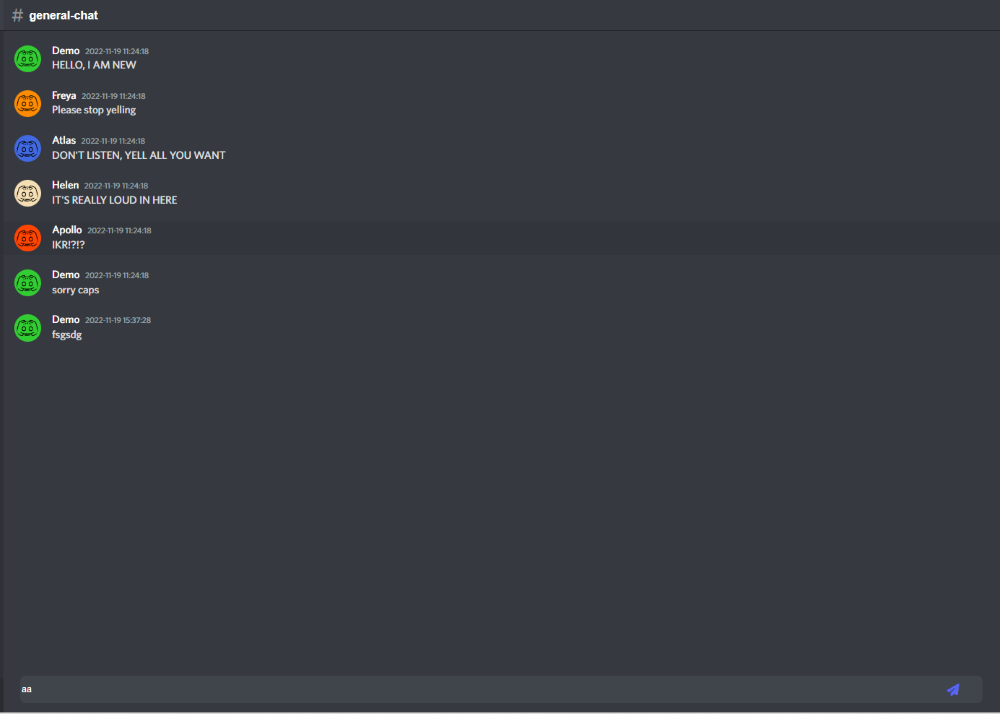 # general-chat
Demo 2022-11-19 11:24:18
HELLO, I AM NEW
Freya 2022-11-19 11:24:18
Please stop yelling
Atlas 2022-11-19 11:24:18
DON'T LISTEN, YELL ALL YOU WANT
Helen 2022-11-19 11:24:18
IT'S REALLY LOUD IN HERE
Apollo 2022-11-19 11:24:18
IKR!?!?
Demo 2022-11-19 11:24:18
sorry caps
Demo 2022-11-19 15:37:28
fsgsdg
aa